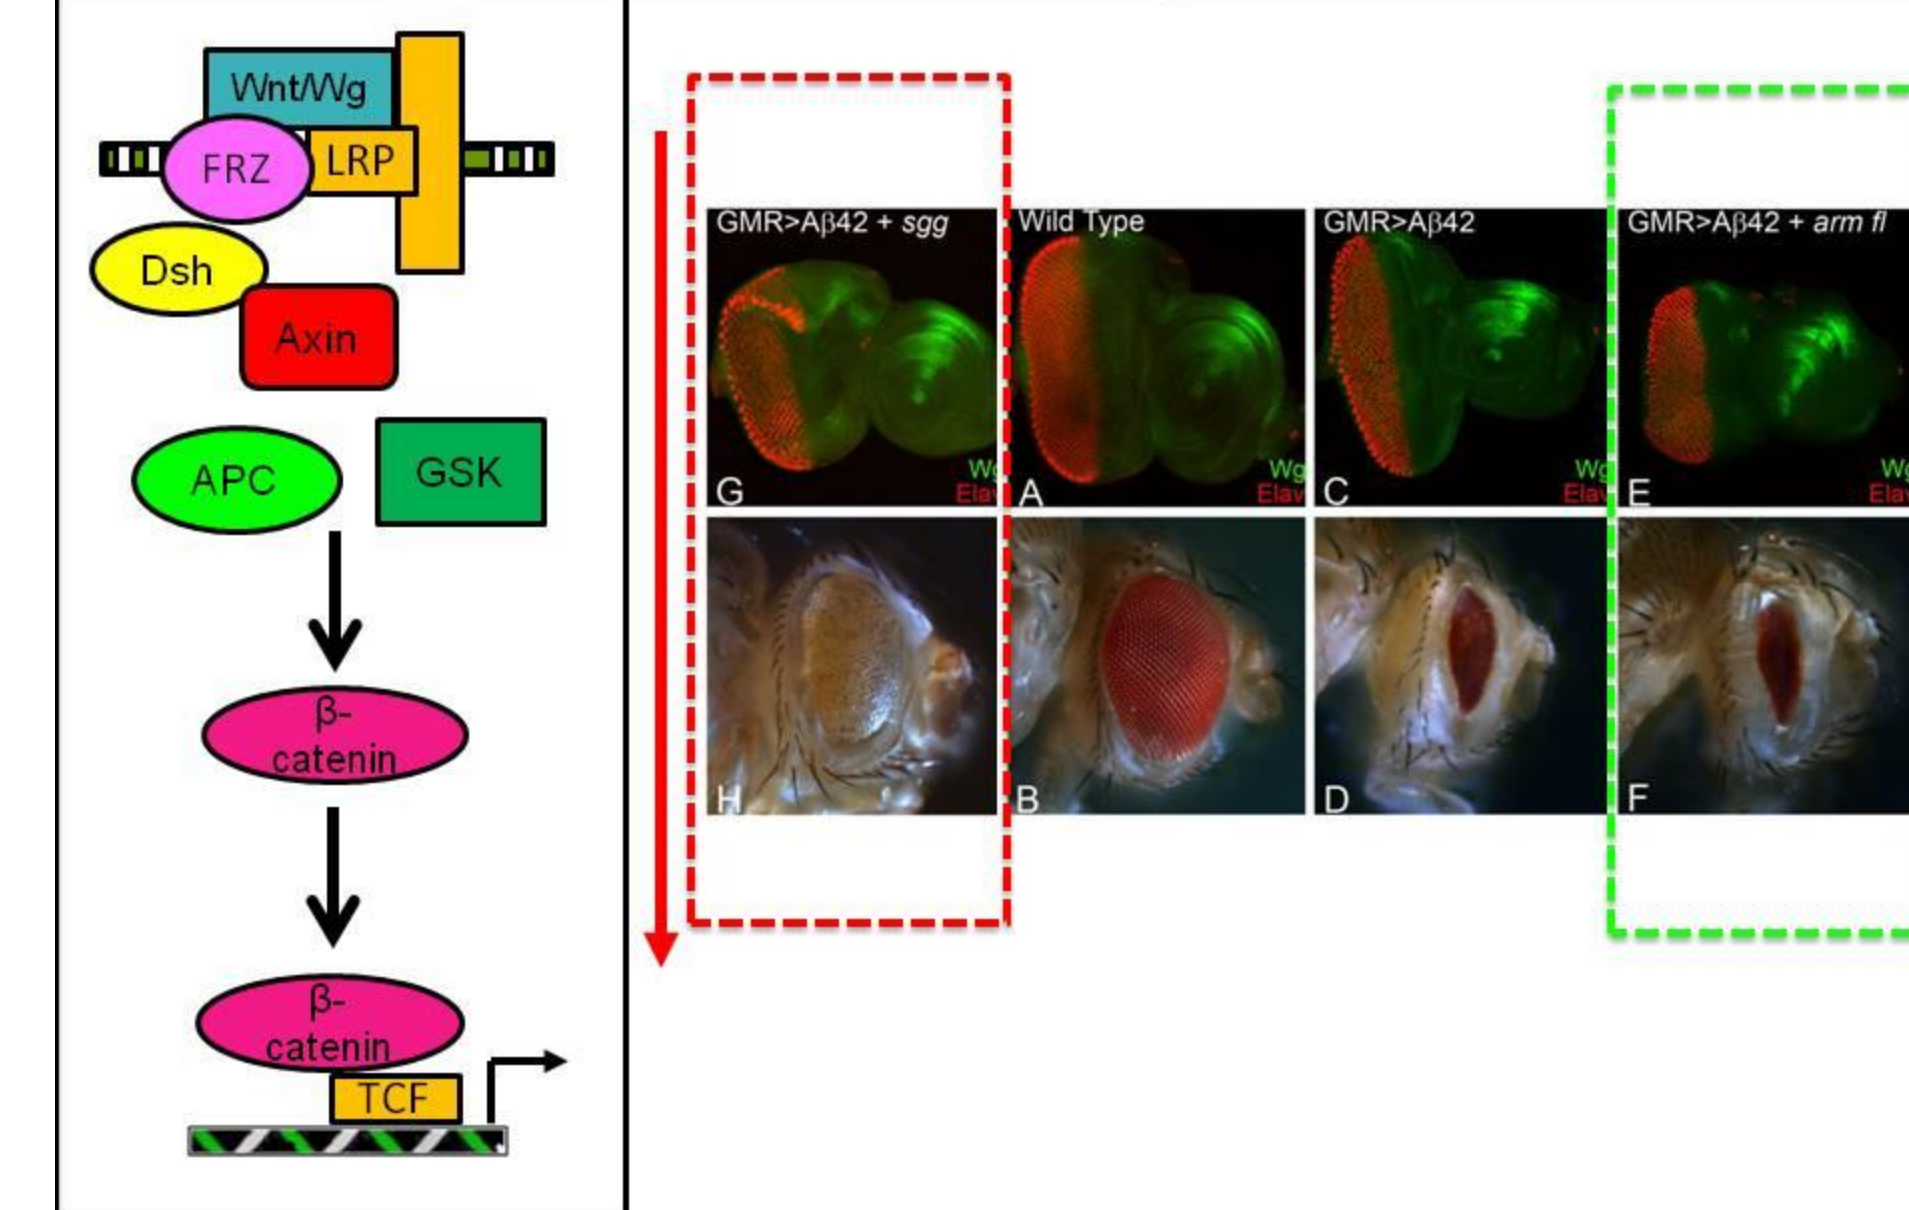 Wnt/Wg
FRZ
LRP
Dsh
Axin
APC
GSK
β-
catenin
β-
catenin
TCF
GMR>Aβ42 + sgg
Wg
Elav
G
Wild Type
Wg
Elav
A
GMR>Aβ42
Wg
Elav
C
GMR>Aβ42 + arm fl
Wg
Elav
E
H
B
D
F